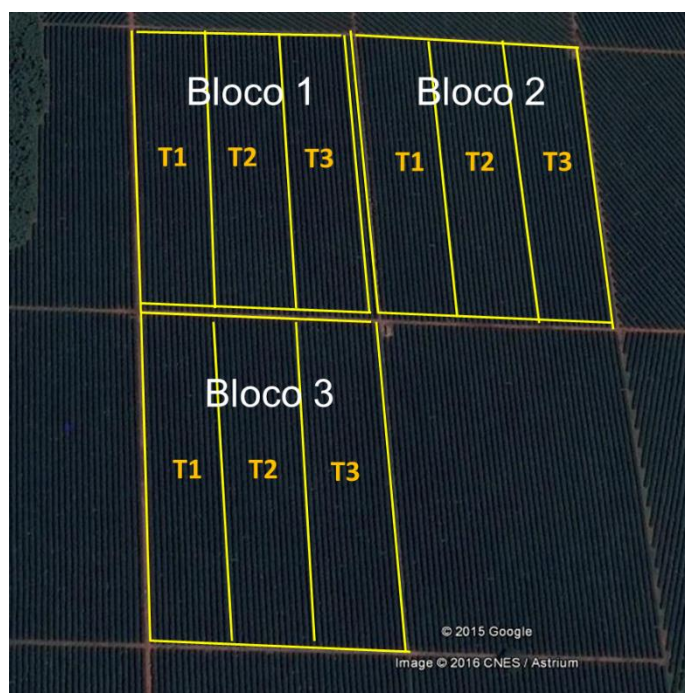 Bloco 1
Bloco 2
T1 T2 T3
T1 T2 T3
Bloco 3
T1 T2 T3
© 2015 Google
Image © 2016 CNES / Astrium